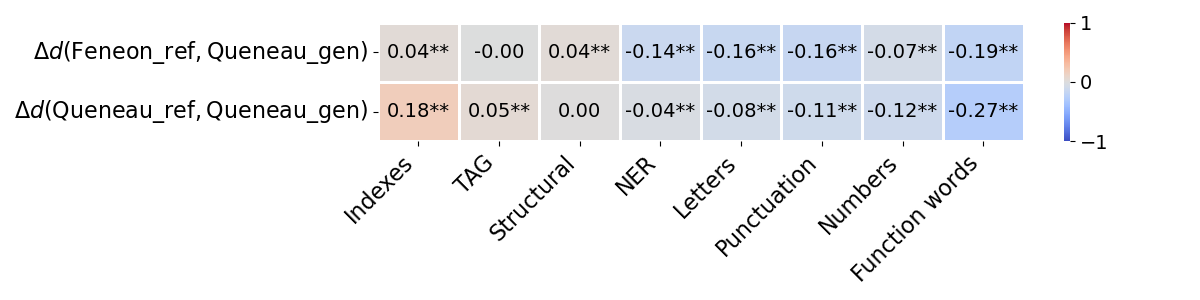 Δd(Feneon_ref, Queneau_gen) 0.04** -0.00 0.04** -0.14** -0.16** -0.16** -0.07** -0.19**
Δd(Queneau_ref, Queneau_gen) 0.18** 0.05** 0.00 -0.04** -0.08** -0.11** -0.12** -0.27**
Indexes TAG Structural NER Letters Punctuation Numbers Function words
1
0
−1